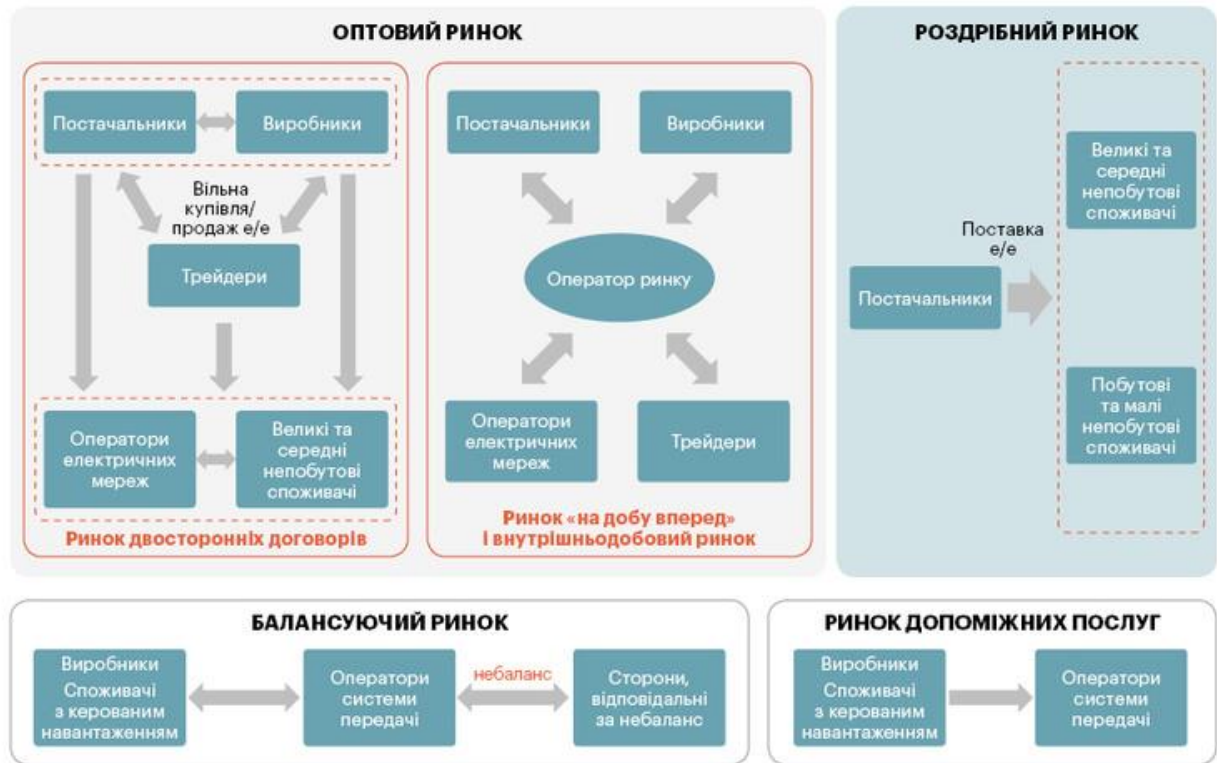 ОПТОВИЙ РИНОК
Постачальники
Виробники
Вільна
купівля/
продаж е/е
Трейдери
Оператори
електричних
мереж
Великі та
середні
непобутові
споживачі
Ринок двосторонніх договорів
Постачальники
Виробники
Оператор ринку
Оператори
електричних
мереж
Трейдери
Ринок «на добу вперед»
і внутрішньодобовий ринок
РОЗДРІБНИЙ РИНОК
Постачальники
Поставка
е/е
Великі та
середні
непобутові
споживачі
Побутові
та малі
непобутові
споживачі
БАЛАНСУЮЧИЙ РИНОК
Виробники
Споживачі
з керованим
навантаженням
Оператори
системи
передачі
небаланс
Сторони,
відповідальні
за небаланс
РИНОК ДОПОМІЖНИХ ПОСЛУГ
Виробники
Споживачі
з керованим
навантаженням
Оператори
системи
передачі